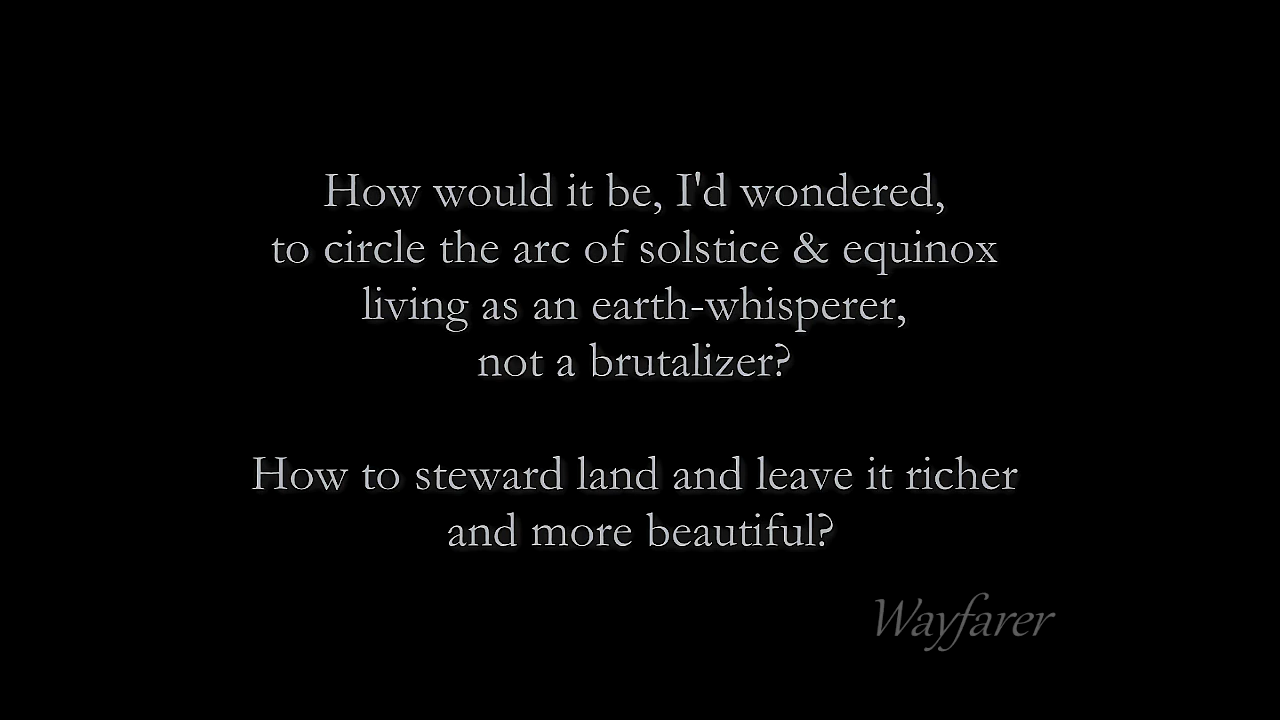 How would it be, I'd wondered,
to circle the arc of solstice & equinox
living as an earth-whisperer,
not a brutalizer?
How to steward land and leave it richer
and more beautiful?
Wayfarer